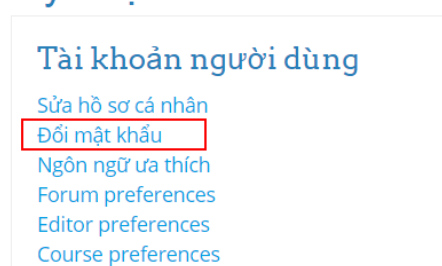 Tài khoản người dùng
Sửa hồ sơ cá nhân
Đổi mật khẩu
Ngôn ngữ ưa thích
Forum preferences
Editor preferences
Course preferences